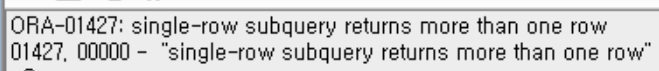 ORA-01427: single-row subquery returns more than one row
01427, 00000 - "single-row subquery returns more than one row"